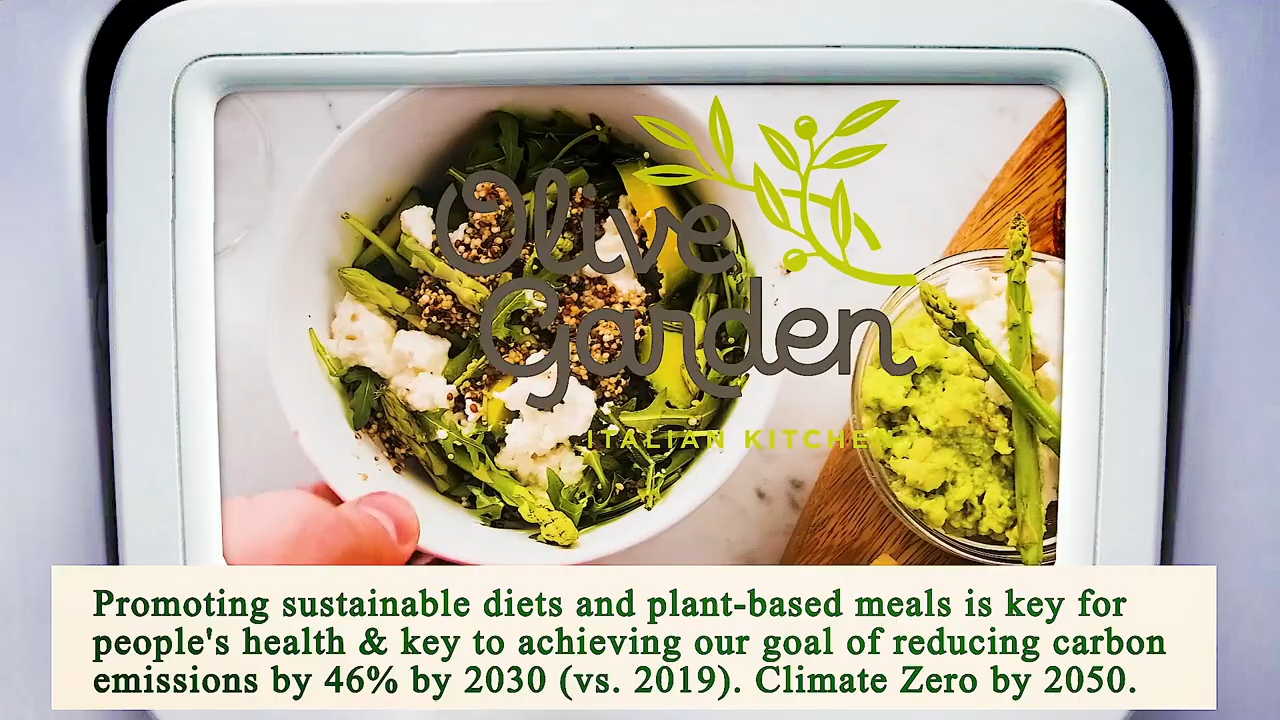 Olive
Garden
ITALIAN KITCHEN
Promoting sustainable diets and plant-based meals is key for
people's health & key to achieving our goal of reducing carbon
emissions by 46% by 2030 (vs. 2019). Climate Zero by 2050.